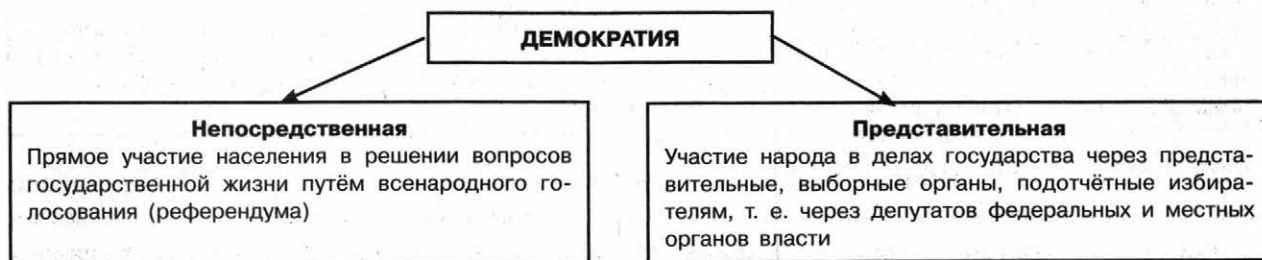 ДЕМОКРАТИЯ
Непосредственная
Прямое участие населения в решении вопросов
государственной жизни путём всенародного го-
лосования (референдума)
Представительная
Участие народа в делах государства через предста-
вительные, выборные органы, подотчётные избира-
телям, т. е. через депутатов федеральных и местных
органов власти